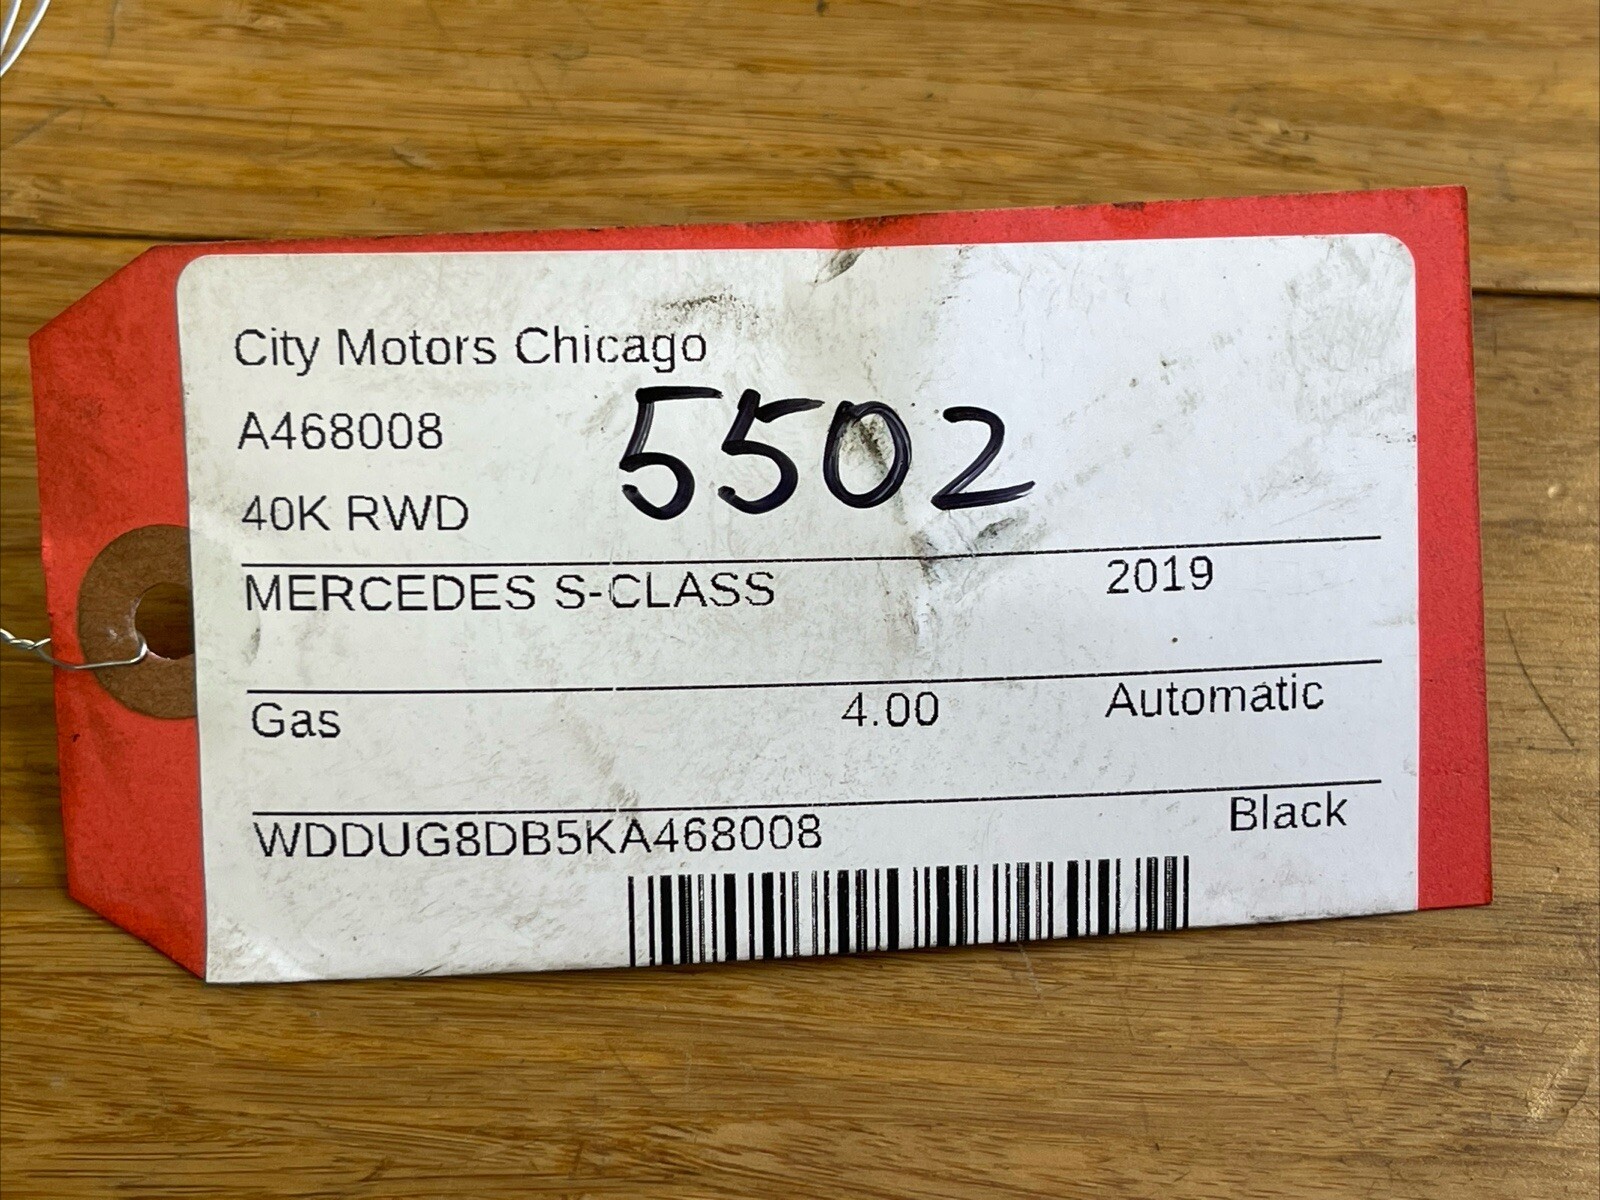 City Motors Chicago
A468008
5502
40K RWD
MERCEDES S-CLASS 2019
Gas 4.00 Automatic
WDDUG8DB5KA468008 Black